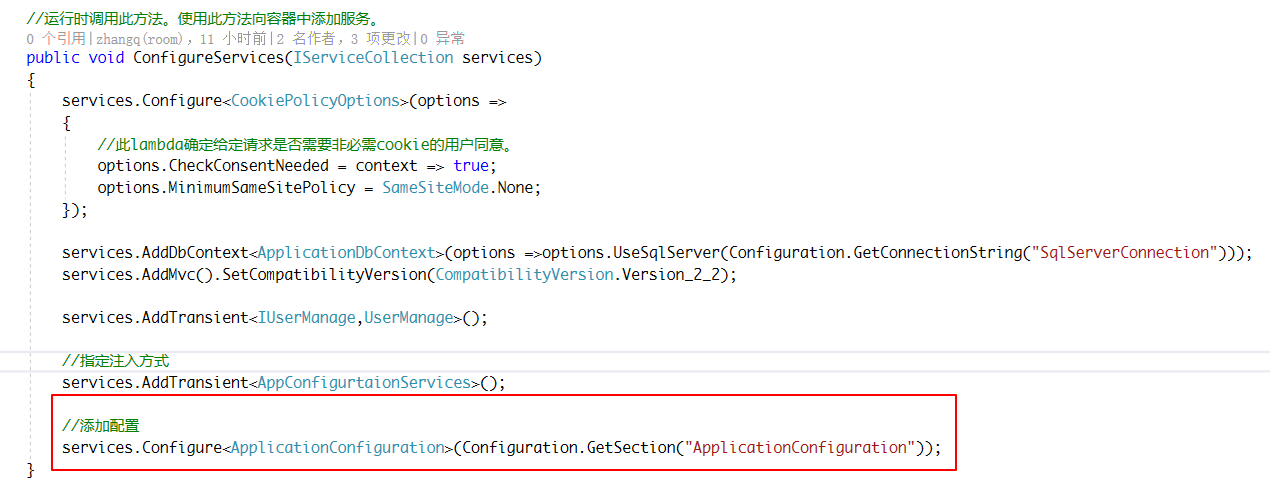 //运行时调用此方法。使用此方法向容器中添加服务。
0 个引用|zhangq(room)，11 小时前|2 名作者，3 项更改|0 异常
public void ConfigureServices(IServiceCollection services)
{
services.Configure<CookiePolicyOptions>(options =>
{
//此lambda确定给定请求是否需要非必需cookie的用户同意。
options.CheckConsentNeeded = context => true;
options.MinimumSameSitePolicy = SameSiteMode.None;
});
services.AddDbContext<ApplicationDbContext>(options =>options.UseSqlServer(Configuration.GetConnectionString("SqlServerConnection")));
services.AddMvc().SetCompatibilityVersion(CompatibilityVersion.Version_2_2);
services.AddTransient<IUserManage,UserManage>();
//指定注入方式
services.AddTransient<AppConfigurtaionServices>();
//添加配置
services.Configure<ApplicationConfiguration>(Configuration.GetSection("ApplicationConfiguration"));
}